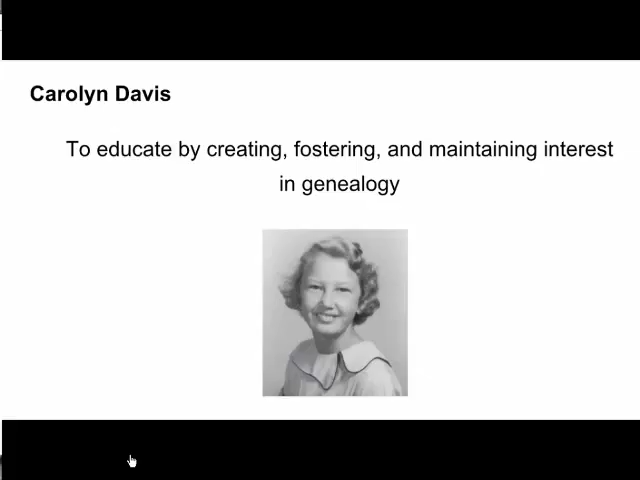 Carolyn Davis
To educate by creating, fostering, and maintaining interest
in genealogy